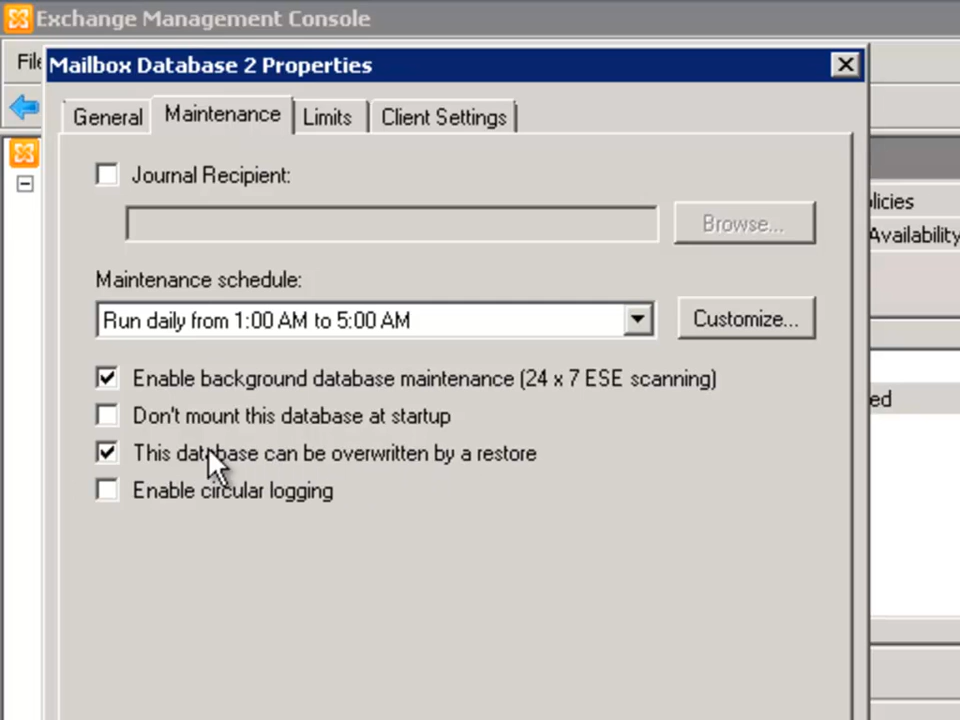 Exchange Management Console
File
Mailbox Database 2 Properties
General Maintenance Limits Client Settings
Journal Recipient:
Browse...
Maintenance schedule:
Run daily from 1:00 AM to 5:00 AM Customize...
Enable background database maintenance (24 x 7 ESE scanning)
Don't mount this database at startup
This database can be overwritten by a restore
Enable circular logging
licies
Availability
ed